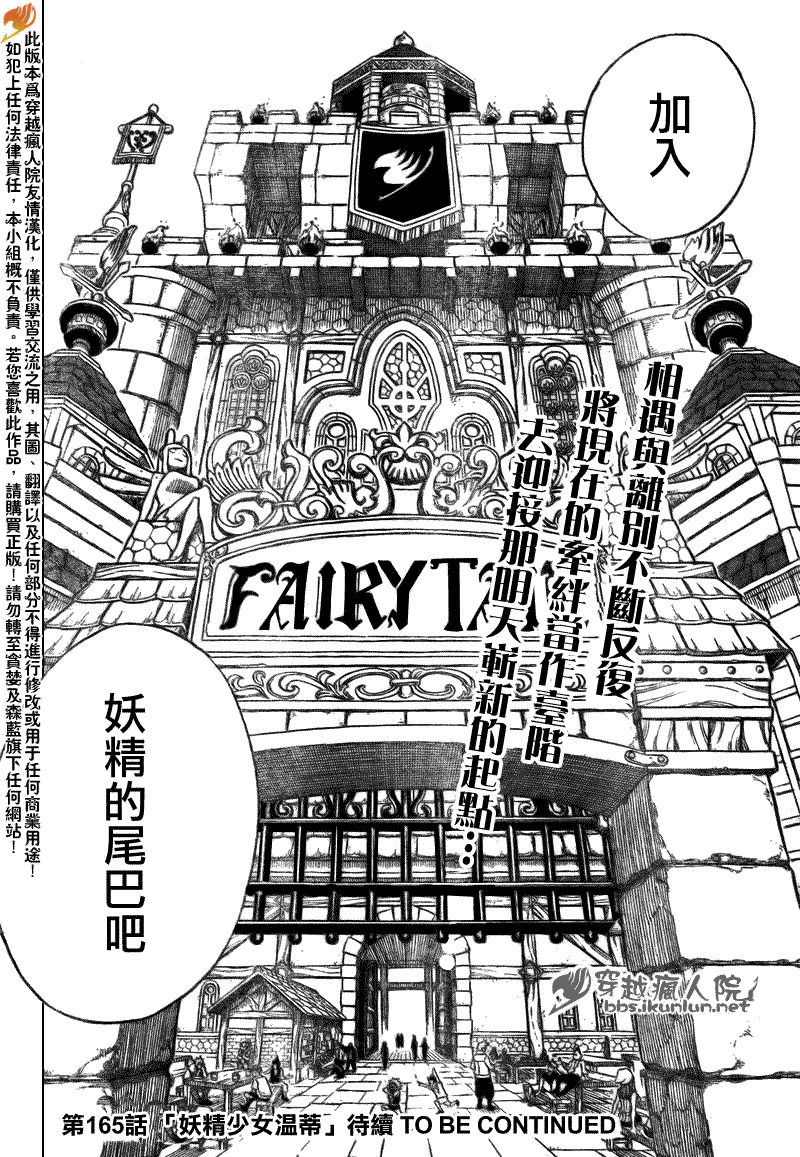 此版本爲穿越瘋人院友情漢化，僅供學習交流之用，其圖、翻譯以及任何部分不得進行修改或用于任何商業用途！
如犯上任何法律責任，本小組概不負責。若您喜歡此作品，請購買正版！請勿轉至貪婪及森藍旗下任何網站！
加入
相遇與離別不斷反復
將現在的牽絆當作臺階
去迎接那明天嶄新的起點…
FAIRY TA
妖精的尾巴吧
穿越瘋人院
bbs.ikunlun.net
第165話「妖精少女温蒂」待續 TO BE CONTINUED